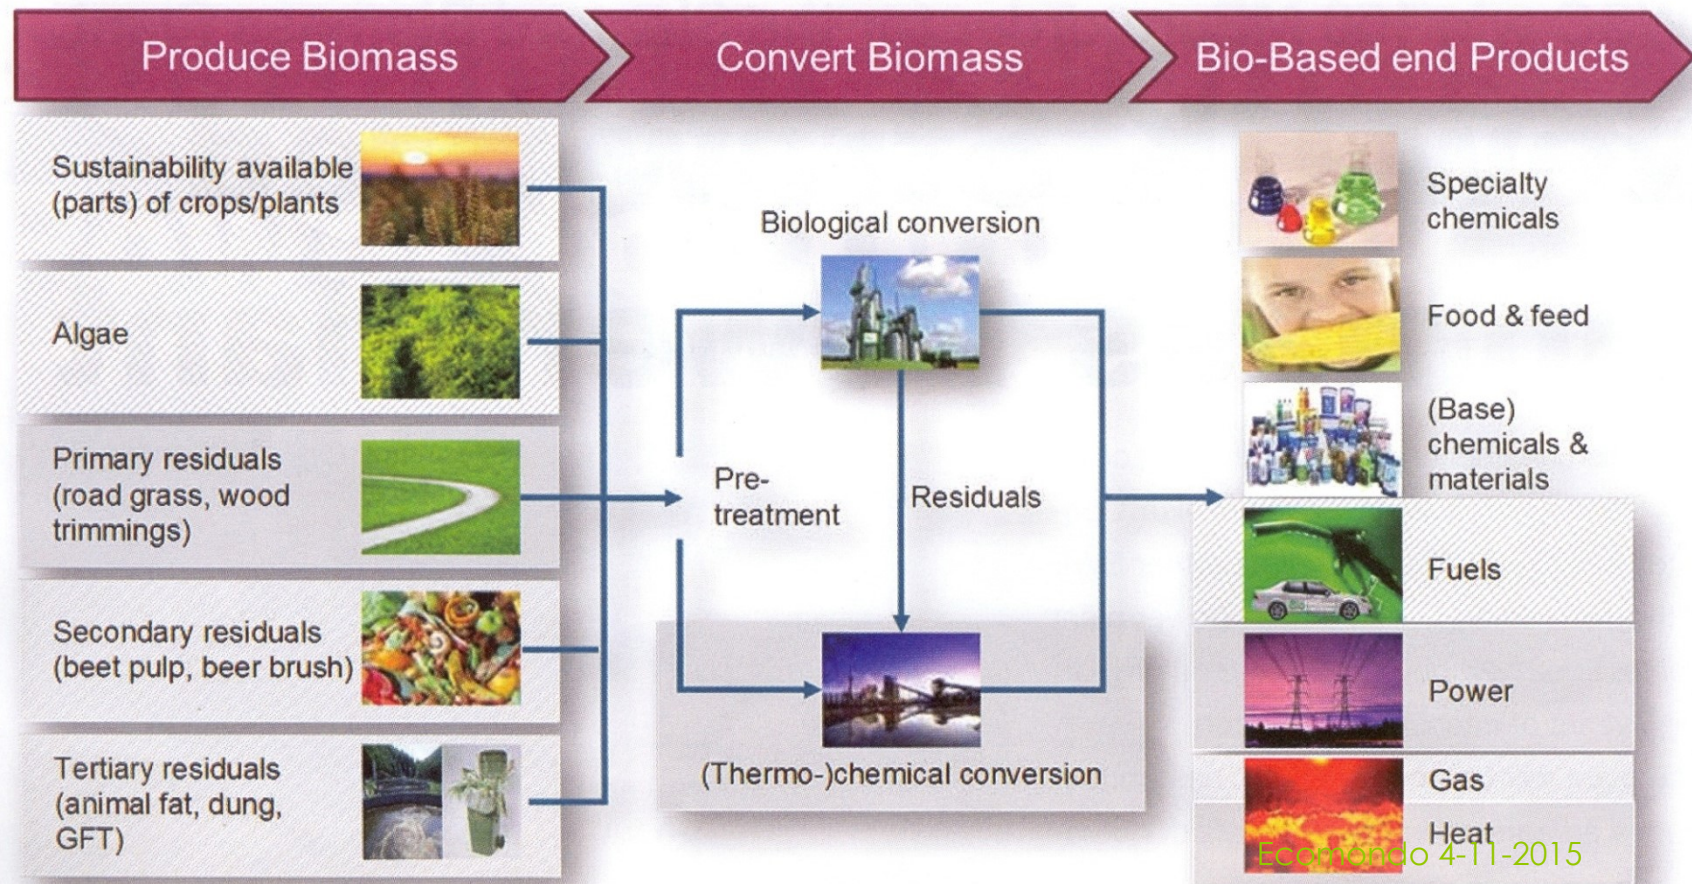 Produce Biomass
Convert Biomass
Bio-Based end Products
Sustainability available
(parts) of crops/plants
Algae
Primary residuals
(road grass, wood
trimmings)
Secondary residuals
(beet pulp, beer brush)
Tertiary residuals
(animal fat, dung,
GFT)
Biological conversion
Pre-
treatment
Residuals
(Thermo-)chemical conversion
Specialty
chemicals
Food & feed
(Base)
chemicals &
materials
Fuels
Power
Gas
Heat
Ecomondo 4-11-2015